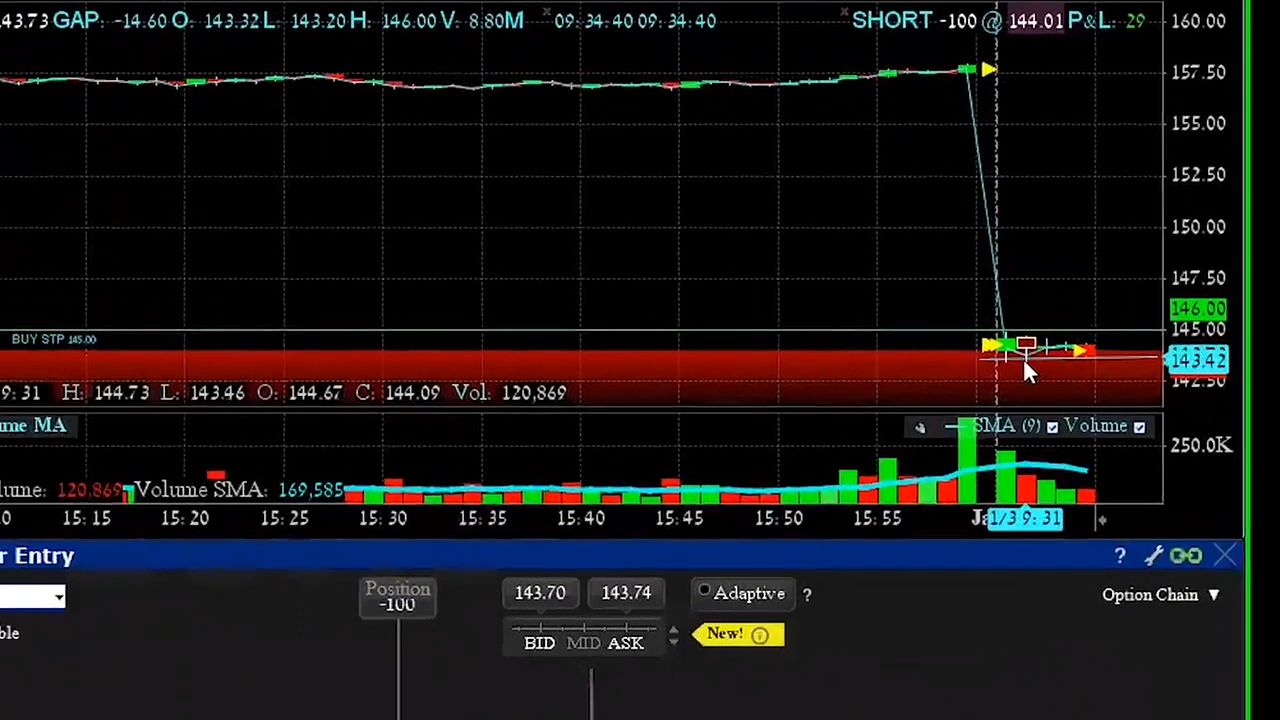 43.73 GAP: -14.60 O: 143.32 L: 143.20 H: 146.00 V: 8.80M 09:34:40 09:34:40 SHORT -100 @ 144.01 P&L: 29
160.00
157.50
155.00
152.50
150.00
147.50
146.00
145.00
BUY STP 145.00
143.42
142.50
9:31 H: 144.73 L: 143.46 O: 144.67 C: 144.09 Vol: 120,869
ume MA SMA (9) Volume
250.0K
lume: 120,869 Volume SMA: 169,585
0 15:15 15:20 15:25 15:30 15:35 15:40 15:45 15:50 15:55 Ja 1/3 9:31
r Entry ?
Position 143.70 143.74 Adaptive ? Option Chain
-100
ble BID MID ASK New!